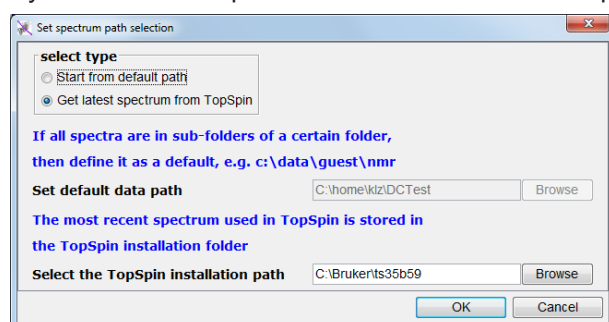 Set spectrum path selection
select type
Start from default path
Get latest spectrum from TopSpin
If all spectra are in sub-folders of a certain folder,
then define it as a default, e.g. c:\data\guest\nmr
Set default data path C:\home\kiz\DCTest Browse
The most recent spectrum used in TopSpin is stored in
the TopSpin installation folder
Select the TopSpin installation path C:\Bruker\ts35b59 Browse
OK Cancel